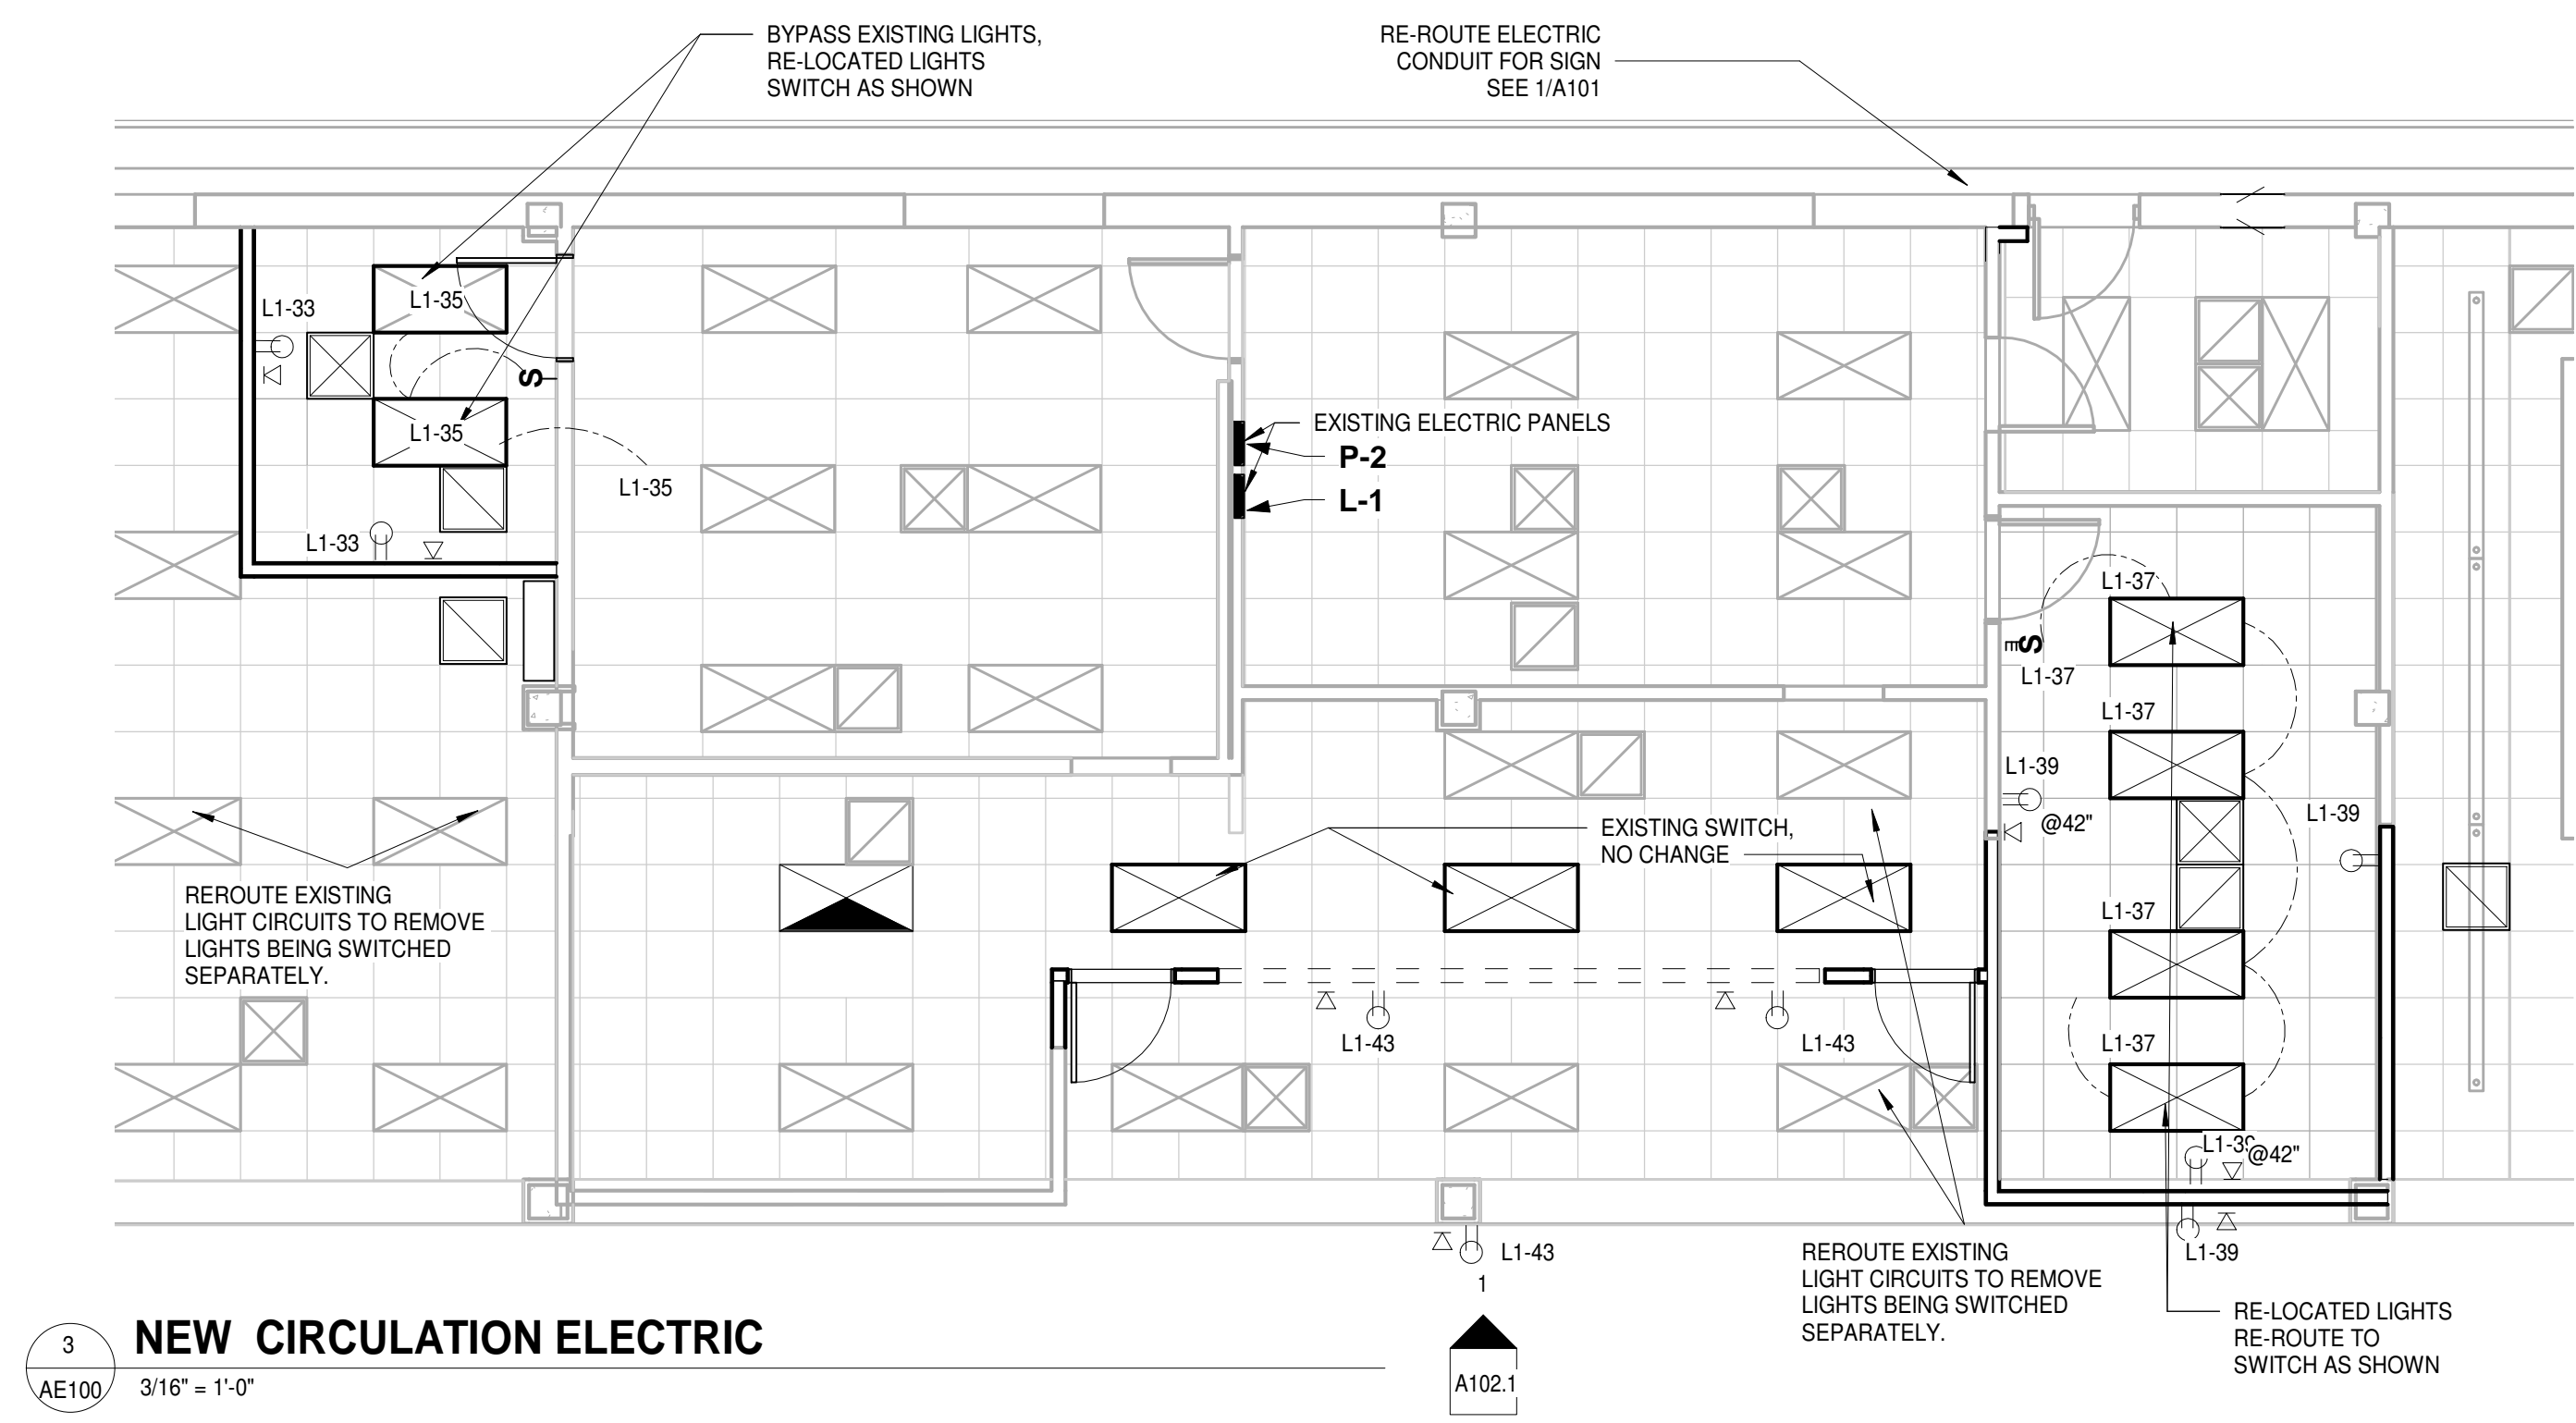 BYPASS EXISTING LIGHTS,
RE-LOCATED LIGHTS
SWITCH AS SHOWN
RE-ROUTE ELECTRIC
CONDUIT FOR SIGN
SEE 1/A101
L1-33
L1-35
S
L1-35
L1-35
L1-33
EXISTING ELECTRIC PANELS
P-2
L-1
L1-37
S
E
L1-37
L1-37
L1-39
@42"
L1-39
EXISTING SWITCH,
NO CHANGE
REROUTE EXISTING
LIGHT CIRCUITS TO REMOVE
LIGHTS BEING SWITCHED
SEPARATELY.
L1-37
L1-43
L1-43
L1-37
L1-39
@42"
L1-43
L1-39
REROUTE EXISTING
LIGHT CIRCUITS TO REMOVE
LIGHTS BEING SWITCHED
SEPARATELY.
RE-LOCATED LIGHTS
RE-ROUTE TO
SWITCH AS SHOWN
1
A102.1
3
AE100
NEW CIRCULATION ELECTRIC
3/16" = 1'-0"